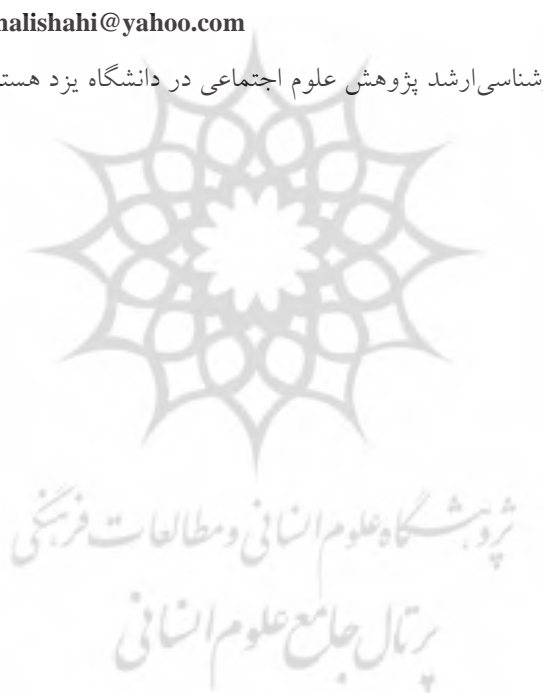 nalishahi@yahoo.com
شناسی‌ارشد پژوهش علوم اجتماعی در دانشگاه یزد هست
پژوهشگاه علوم انسانی و مطالعات فرهنگی
پرتال جامع علوم انسانی